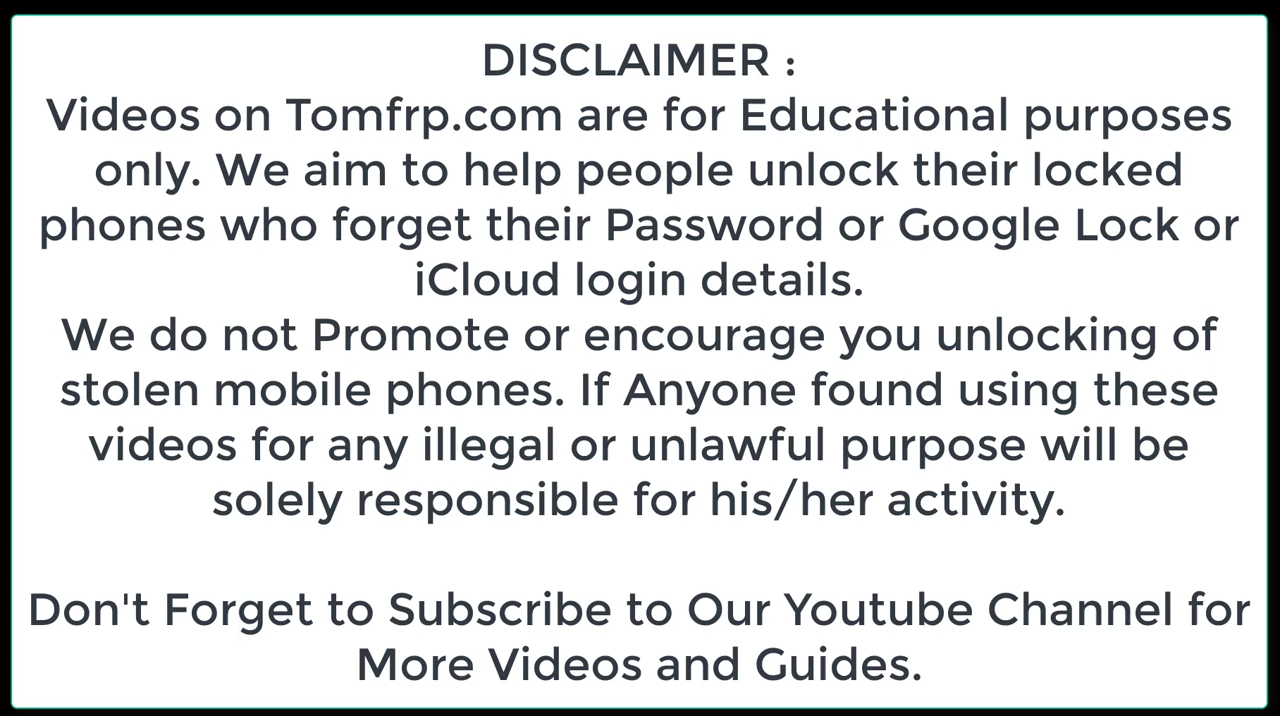 DISCLAIMER :
Videos on Tomfrp.com are for Educational purposes
only. We aim to help people unlock their locked
phones who forget their Password or Google Lock or
iCloud login details.
We do not Promote or encourage you unlocking of
stolen mobile phones. If Anyone found using these
videos for any illegal or unlawful purpose will be
solely responsible for his/her activity.
Don't Forget to Subscribe to Our Youtube Channel for
More Videos and Guides.